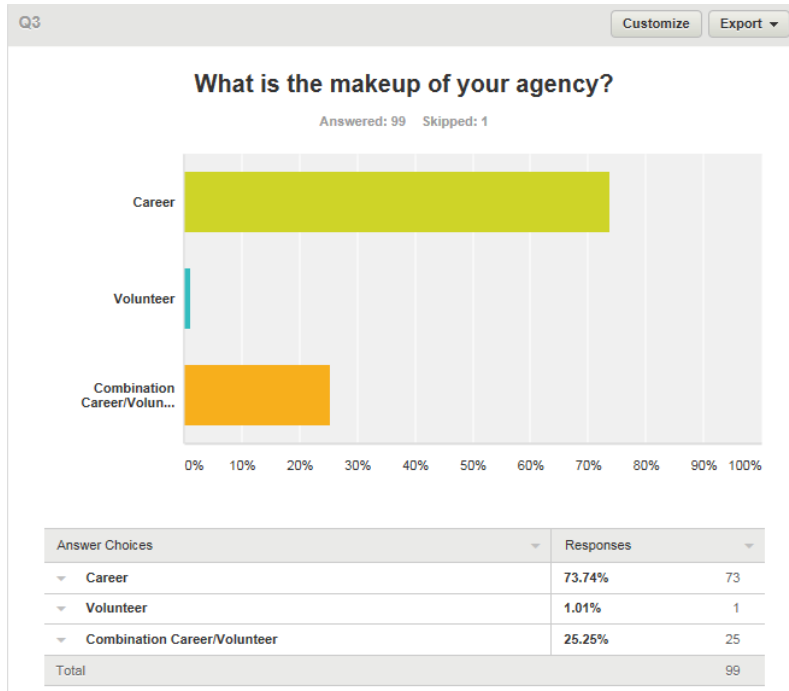 Q3
Customize
Export
What is the makeup of your agency?
Answered: 99 Skipped: 1
Career
Volunteer
Combination
Career/Volun...
0% 10% 20% 30% 40% 50% 60% 70% 80% 90% 100%
Answer Choices Responses
Career 73.74% 73
Volunteer 1.01% 1
Combination Career/Volunteer 25.25% 25
Total 99